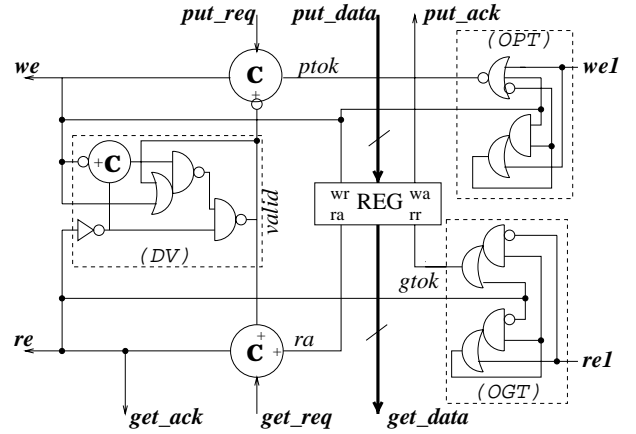 put_req put_data put_ack
(OPT)
we C ptok we1
+
+ C
wr REG wa
ra rr
valid
(DV)
gtok
re + C + ra re1
(OGT)
get_ack get_req get_data